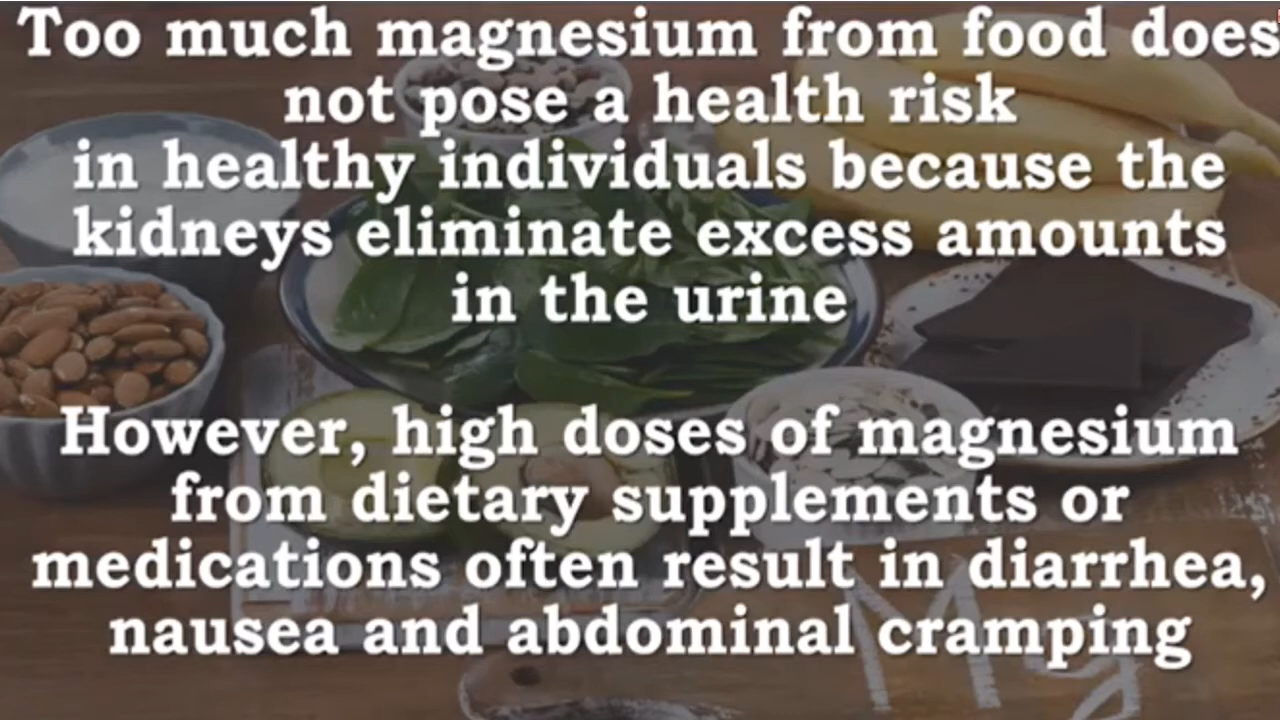 Too much magnesium from food does
not pose a health risk
in healthy individuals because the
kidneys eliminate excess amounts
in the urine
However, high doses of magnesium
from dietary supplements or
medications often result in diarrhea,
nausea and abdominal cramping
Mg